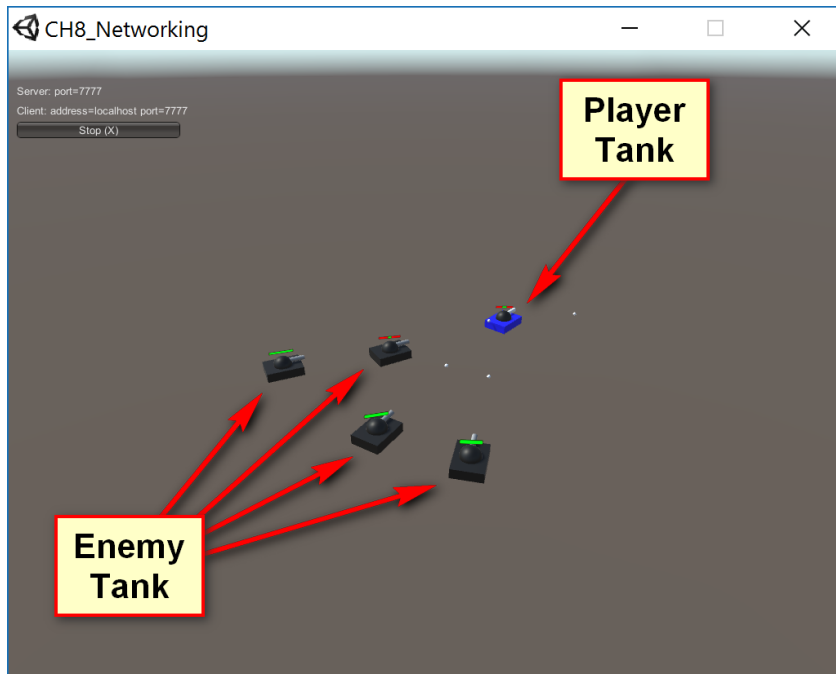 CH8_Networking
Server: port=7777
Client: address=localhost port=7777
Stop (X)
Player
Tank
Enemy
Tank